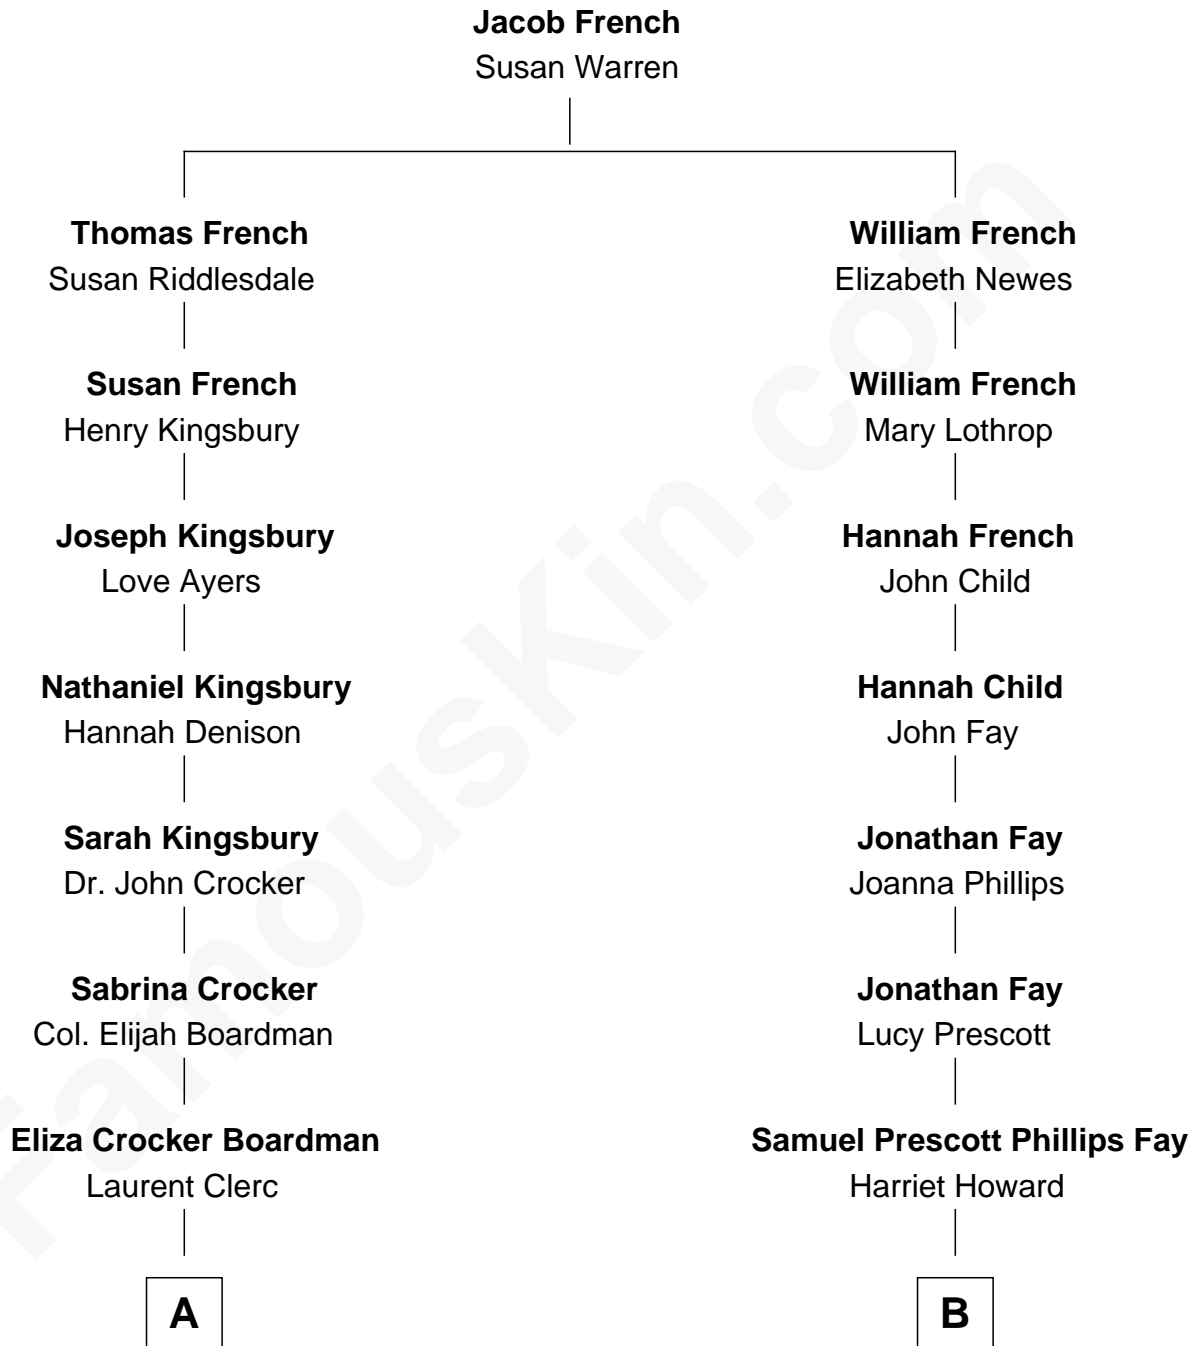 Jacob French
Susan Warren
Thomas French
Susan Riddlesdale
Susan French
Henry Kingsbury
Joseph Kingsbury
Love Ayers
Nathaniel Kingsbury
Hannah Denison
Sarah Kingsbury
Dr. John Crocker
Sabrina Crocker
Col. Elijah Boardman
Eliza Crocker Boardman
Laurent Clerc
A
William French
Elizabeth Newes
William French
Mary Lothrop
Hannah French
John Child
Hannah Child
John Fay
Jonathan Fay
Joanna Phillips
Jonathan Fay
Lucy Prescott
Samuel Prescott Phillips Fay
Harriet Howard
B
FamousKin.com